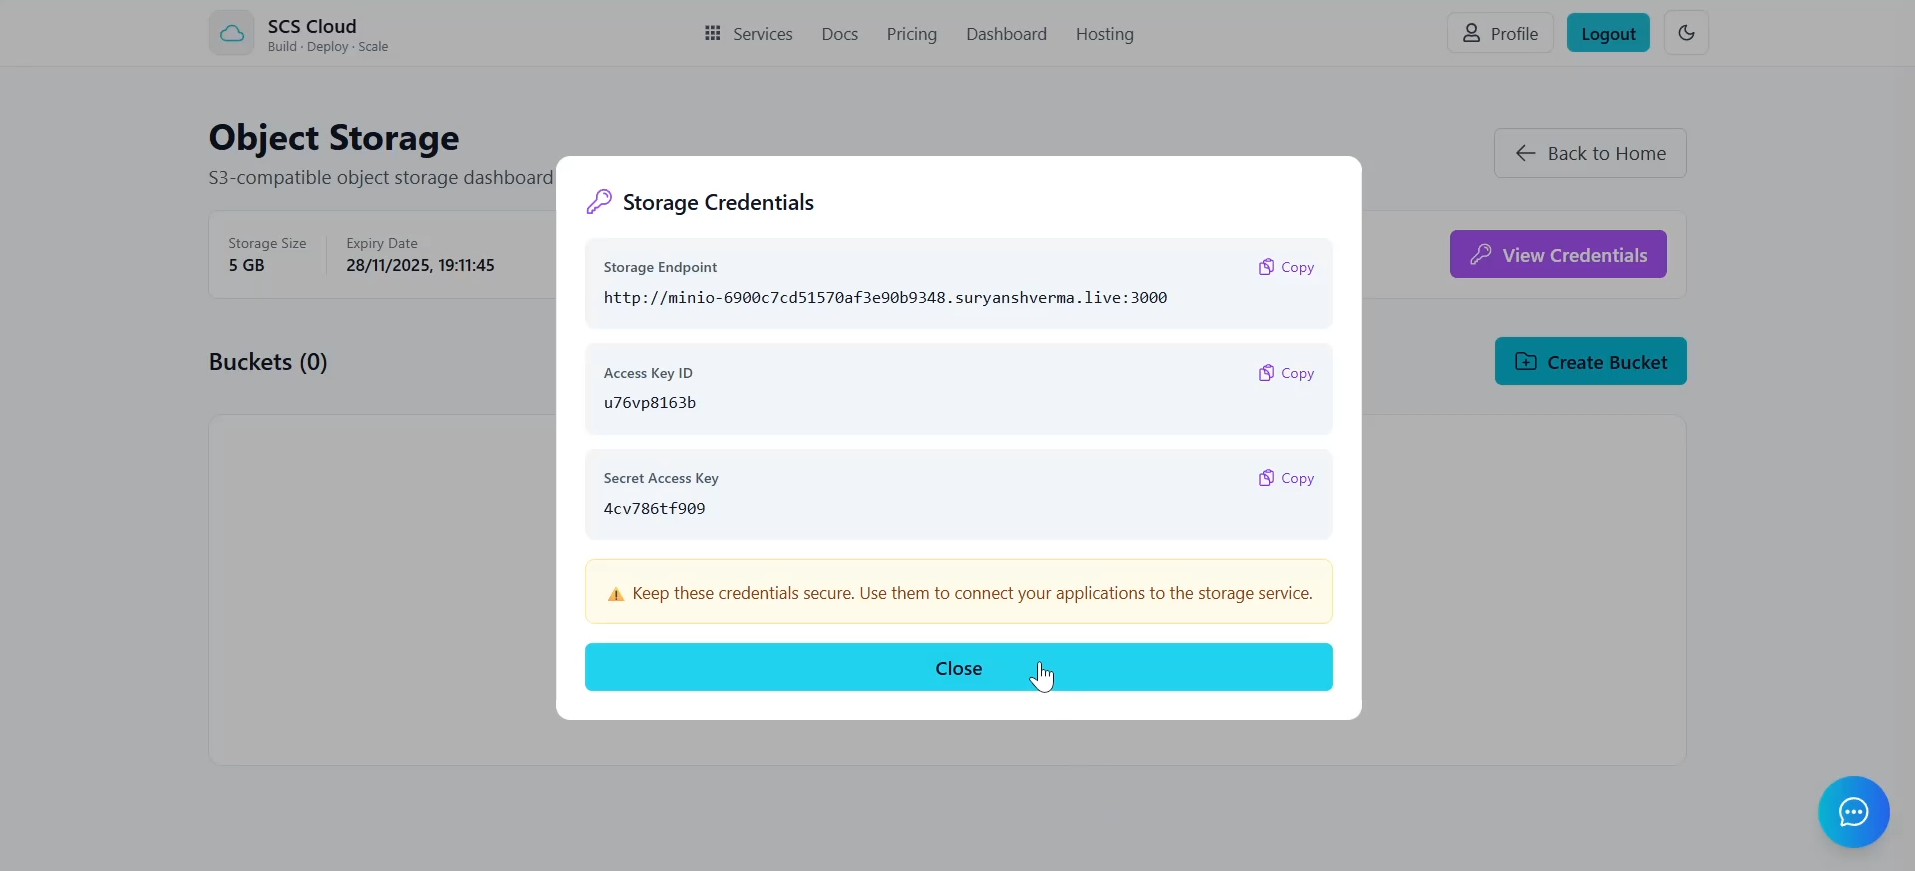 SCS Cloud
Build · Deploy · Scale
Services
Docs
Pricing
Dashboard
Hosting
Profile
Logout
Object Storage
S3-compatible object storage dashboard
Back to Home
Storage Size
5 GB
Expiry Date
28/11/2025, 19:11:45
View Credentials
Buckets (0)
Create Bucket
Storage Credentials
Storage Endpoint
Copy
http://minio-6900c7cd51570af3e90b9348.suryanshverma.live:3000
Access Key ID
Copy
u76vp8163b
Secret Access Key
Copy
4cv786tf909
⚠ Keep these credentials secure. Use them to connect your applications to the storage service.
Close